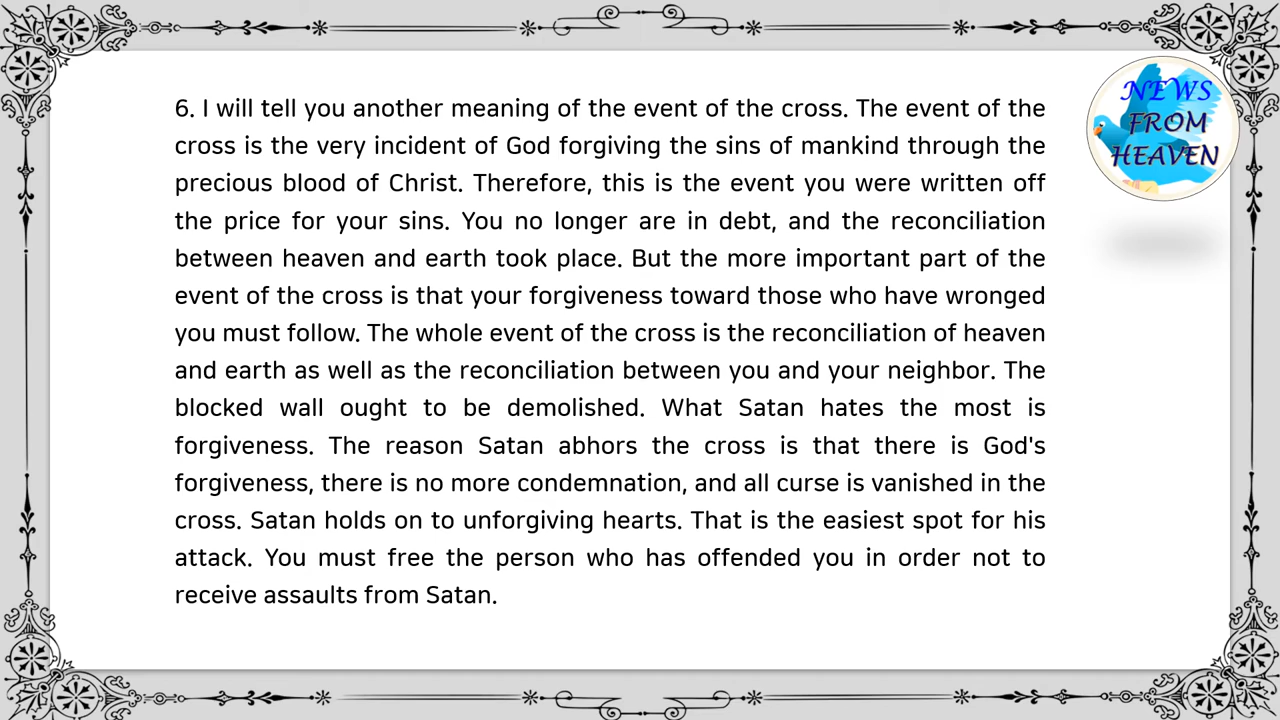 6. I will tell you another meaning of the event of the cross. The event of the
cross is the very incident of God forgiving the sins of mankind through the
precious blood of Christ. Therefore, this is the event you were written off
the price for your sins. You no longer are in debt, and the reconciliation
between heaven and earth took place. But the more important part of the
event of the cross is that your forgiveness toward those who have wronged
you must follow. The whole event of the cross is the reconciliation of heaven
and earth as well as the reconciliation between you and your neighbor. The
blocked wall ought to be demolished. What Satan hates the most is
forgiveness. The reason Satan abhors the cross is that there is God's
forgiveness, there is no more condemnation, and all curse is vanished in the
cross. Satan holds on to unforgiving hearts. That is the easiest spot for his
attack. You must free the person who has offended you in order not to
receive assaults from Satan.
NEWS
FROM
HEAVEN